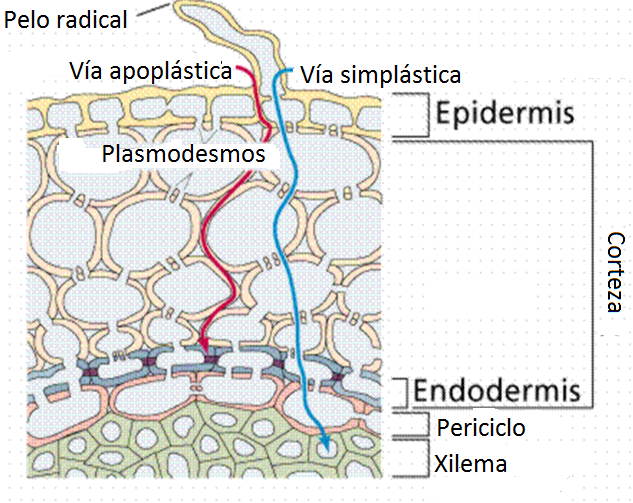 Pelo radical
Vía apoplástica
Vía simplástica
Epidermis
Plasmodesmos
Corteza
Endodermis
Periciclo
Xilema